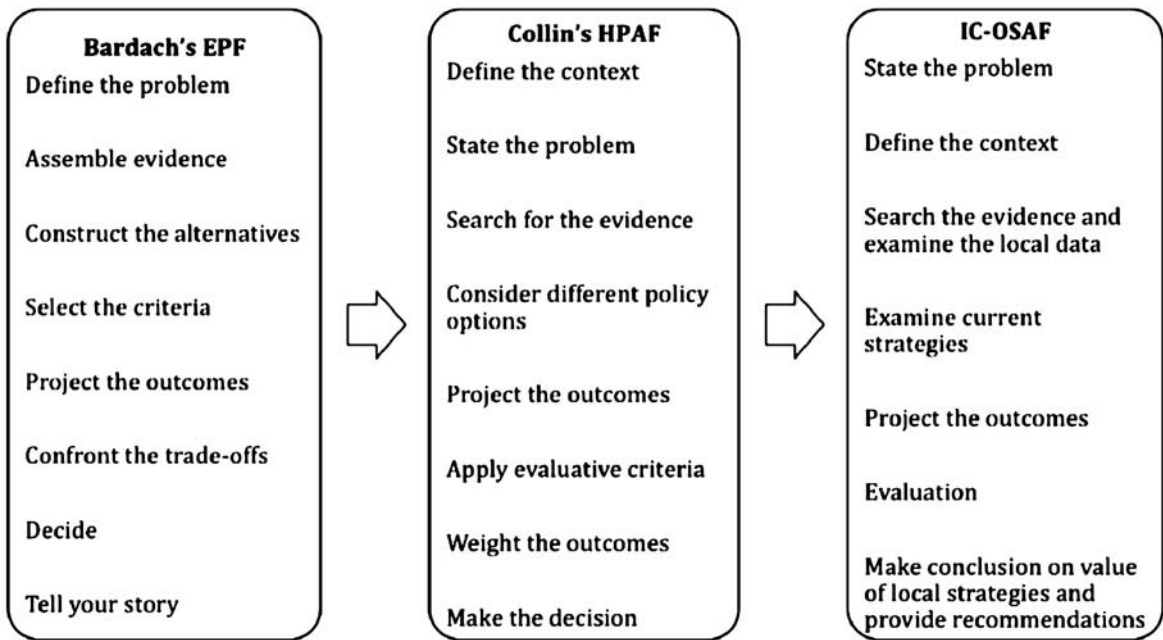 Bardach's EPF
Define the problem
Assemble evidence
Construct the alternatives
Select the criteria
Project the outcomes
Confront the trade-offs
Decide
Tell your story
Collin's HPAF
Define the context
State the problem
Search for the evidence
Consider different policy
options
Project the outcomes
Apply evaluative criteria
Weight the outcomes
Make the decision
IC-OSAF
State the problem
Define the context
Search the evidence and
examine the local data
Examine current
strategies
Project the outcomes
Evaluation
Make conclusion on value
of local strategies and
provide recommendations